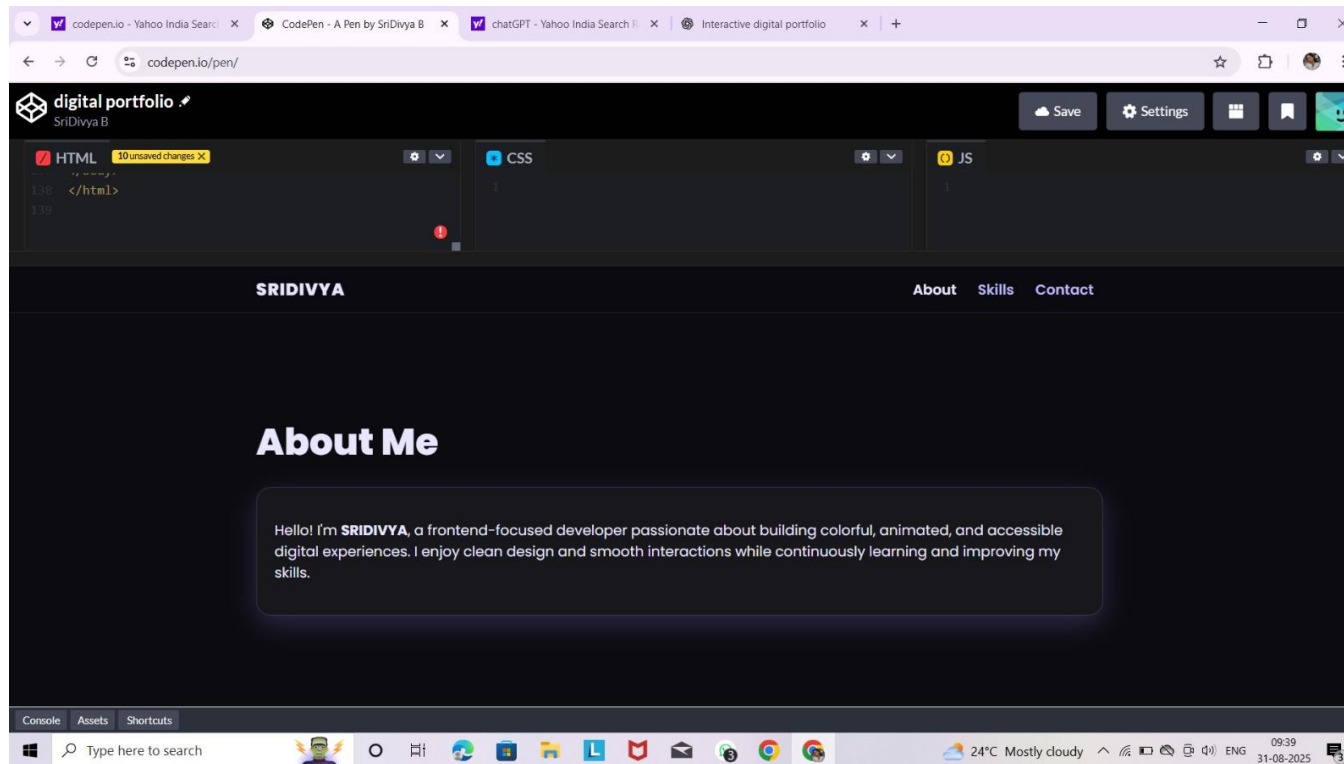 codepen.io - Yahoo India Searc
CodePen - A Pen by SriDivya B
chatGPT - Yahoo India Search R
Interactive digital portfolio
codepen.io/pen/
digital portfolio
SriDivya B
Save
Settings
HTML
10 unsaved changes X
CSS
JS
138 </html>
139
1
1
SRIDIVYA
About Skills Contact
About Me
Hello! I'm SRIDIVYA, a frontend-focused developer passionate about building colorful, animated, and accessible
digital experiences. I enjoy clean design and smooth interactions while continuously learning and improving my
skills.
Console Assets Shortcuts
Type here to search
24°C Mostly cloudy
ENG
09:39
31-08-2025